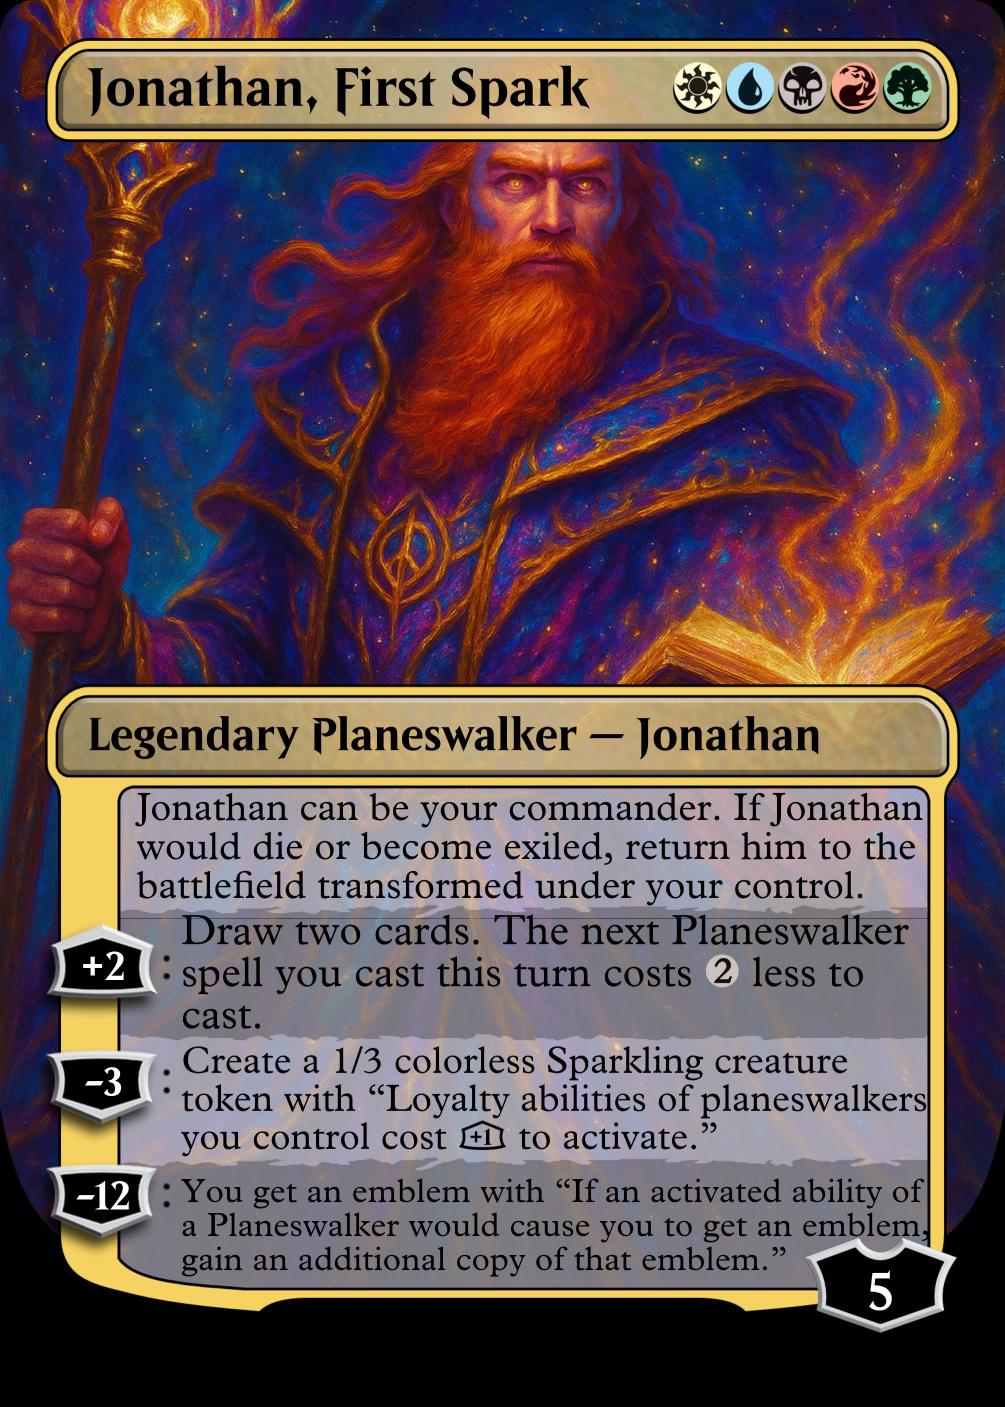 Jonathan, First Spark
Legendary Planeswalker — Jonathan
Jonathan can be your commander. If Jonathan
would die or become exiled, return him to the
battlefield transformed under your control.
+2: Draw two cards. The next Planeswalker
spell you cast this turn costs 2 less to
cast.
−3: Create a 1/3 colorless Sparkling creature
token with “Loyalty abilities of planeswalkers
you control cost +1 to activate.”
−12: You get an emblem with “If an activated ability of
a Planeswalker would cause you to get an emblem,
gain an additional copy of that emblem.”
5